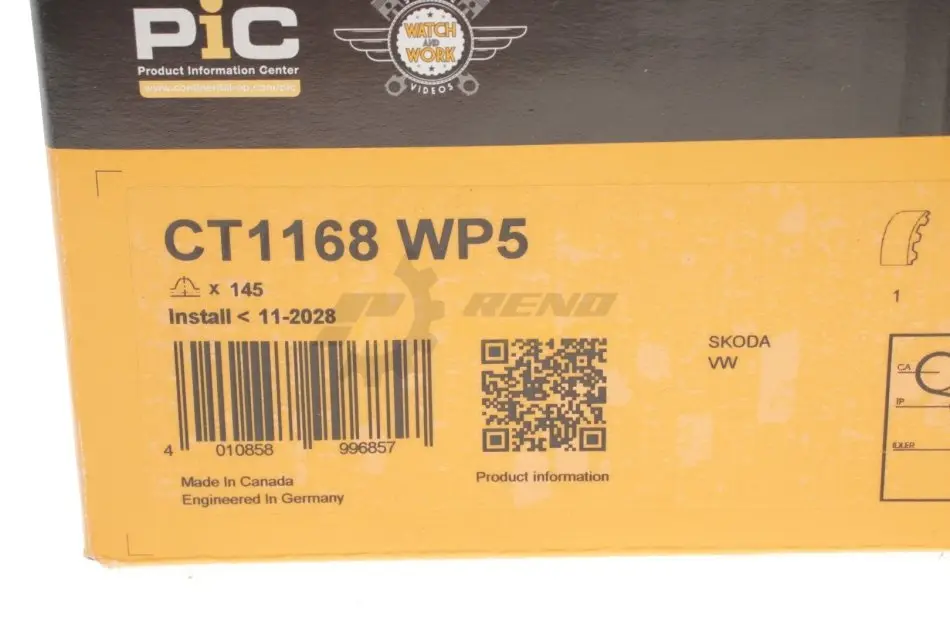 PiC
Product Information Center
WATCH
AND
WORK
VIDEOS
CT1168 WP5
x 145
Install < 11-2028
RENO
4 010858 996857
Made In Canada
Engineered In Germany
Product information
SKODA
VW
1
CA
IP
IDLER